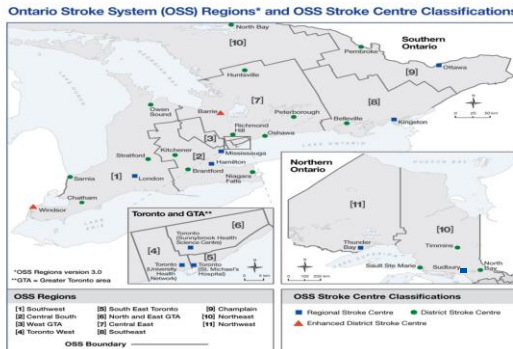 Ontario Stroke System (OSS) Regions* and OSS Stroke Centre Classifications
North Bay
[10]
Pembroke
Southern
Ontario
Huntsville
[9]
Ottawa
[7]
[8]
Owen
Sound
Barrie
Peterborough
Richmond
Hill
Oshawa
Belleville
Kingston
[3]
Mississauga
Kitchener
[2]
Hamilton
Stratford
Brantford
Niagara
Falls
Sarnia
[1]
London
Chatham
Windsor
*OSS Regions version 3.0
**GTA = Greater Toronto area
Toronto and GTA**
[6]
Toronto
(Sunnybrook Health
Science Centre)
[4]
[5]
Toronto
(University
Health
Network)
Toronto
(St. Michael's
Hospital)
Northern
Ontario
[11]
[10]
Thunder
Bay
Timmins
Sault Ste Marie
Sudbury
North
Bay
OSS Regions
[1] Southwest
[2] Central South
[3] West GTA
[4] Toronto West
[5] South East Toronto
[6] North and East GTA
[7] Central East
[8] Southeast
[9] Champlain
[10] Northeast
[11] Northwest
OSS Boundary
OSS Stroke Centre Classifications
Regional Stroke Centre
District Stroke Centre
Enhanced District Stroke Centre